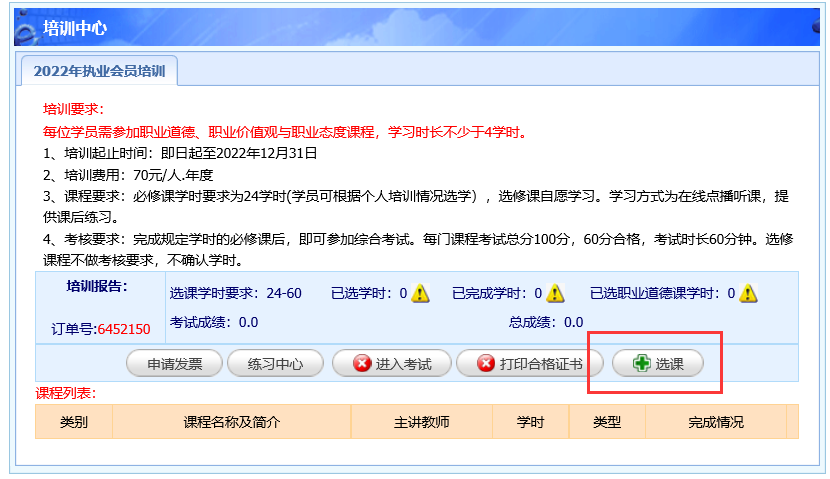 培训中心
2022年执业会员培训
培训要求：
每位学员需参加职业道德、职业价值观与职业态度课程，学习时长不少于4学时。
1、培训起止时间：即日起至2022年12月31日
2、培训费用：70元/人.年度
3、课程要求：必修课学时要求为24学时(学员可根据个人培训情况选学），选修课自愿学习。学习方式为在线点播听课，提
供课后练习。
4、考核要求：完成规定学时的必修课后，即可参加综合考试。每门课程考试总分100分，60分合格，考试时长60分钟。选修
课程不做考核要求，不确认学时。
培训报告：
选课学时要求：24-60 已选学时：0 已完成学时：0 已选职业道德课学时：0
订单号:6452150
考试成绩：0.0 总成绩：0.0
申请发票 练习中心 进入考试 打印合格证书 选课
课程列表：
类别 课程名称及简介 主讲教师 学时 类型 完成情况